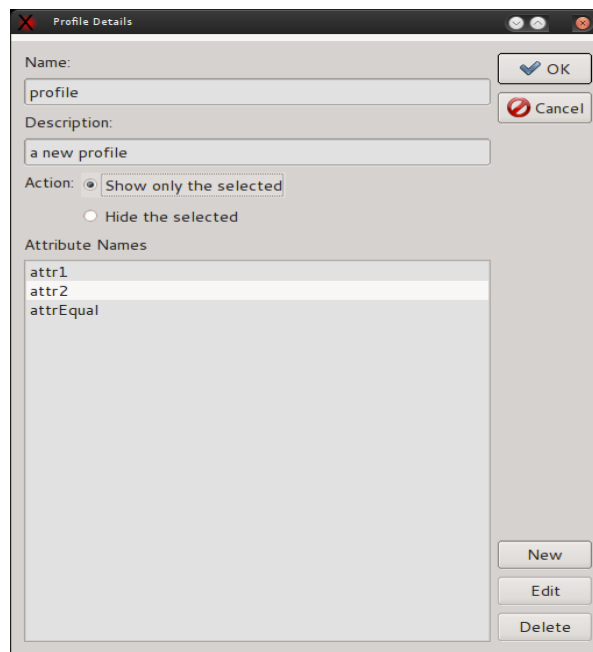 Profile Details
Name:
OK
profile
Cancel
Description:
a new profile
Action: Show only the selected
Hide the selected
Attribute Names
attr1
attr2
attrEqual
New
Edit
Delete